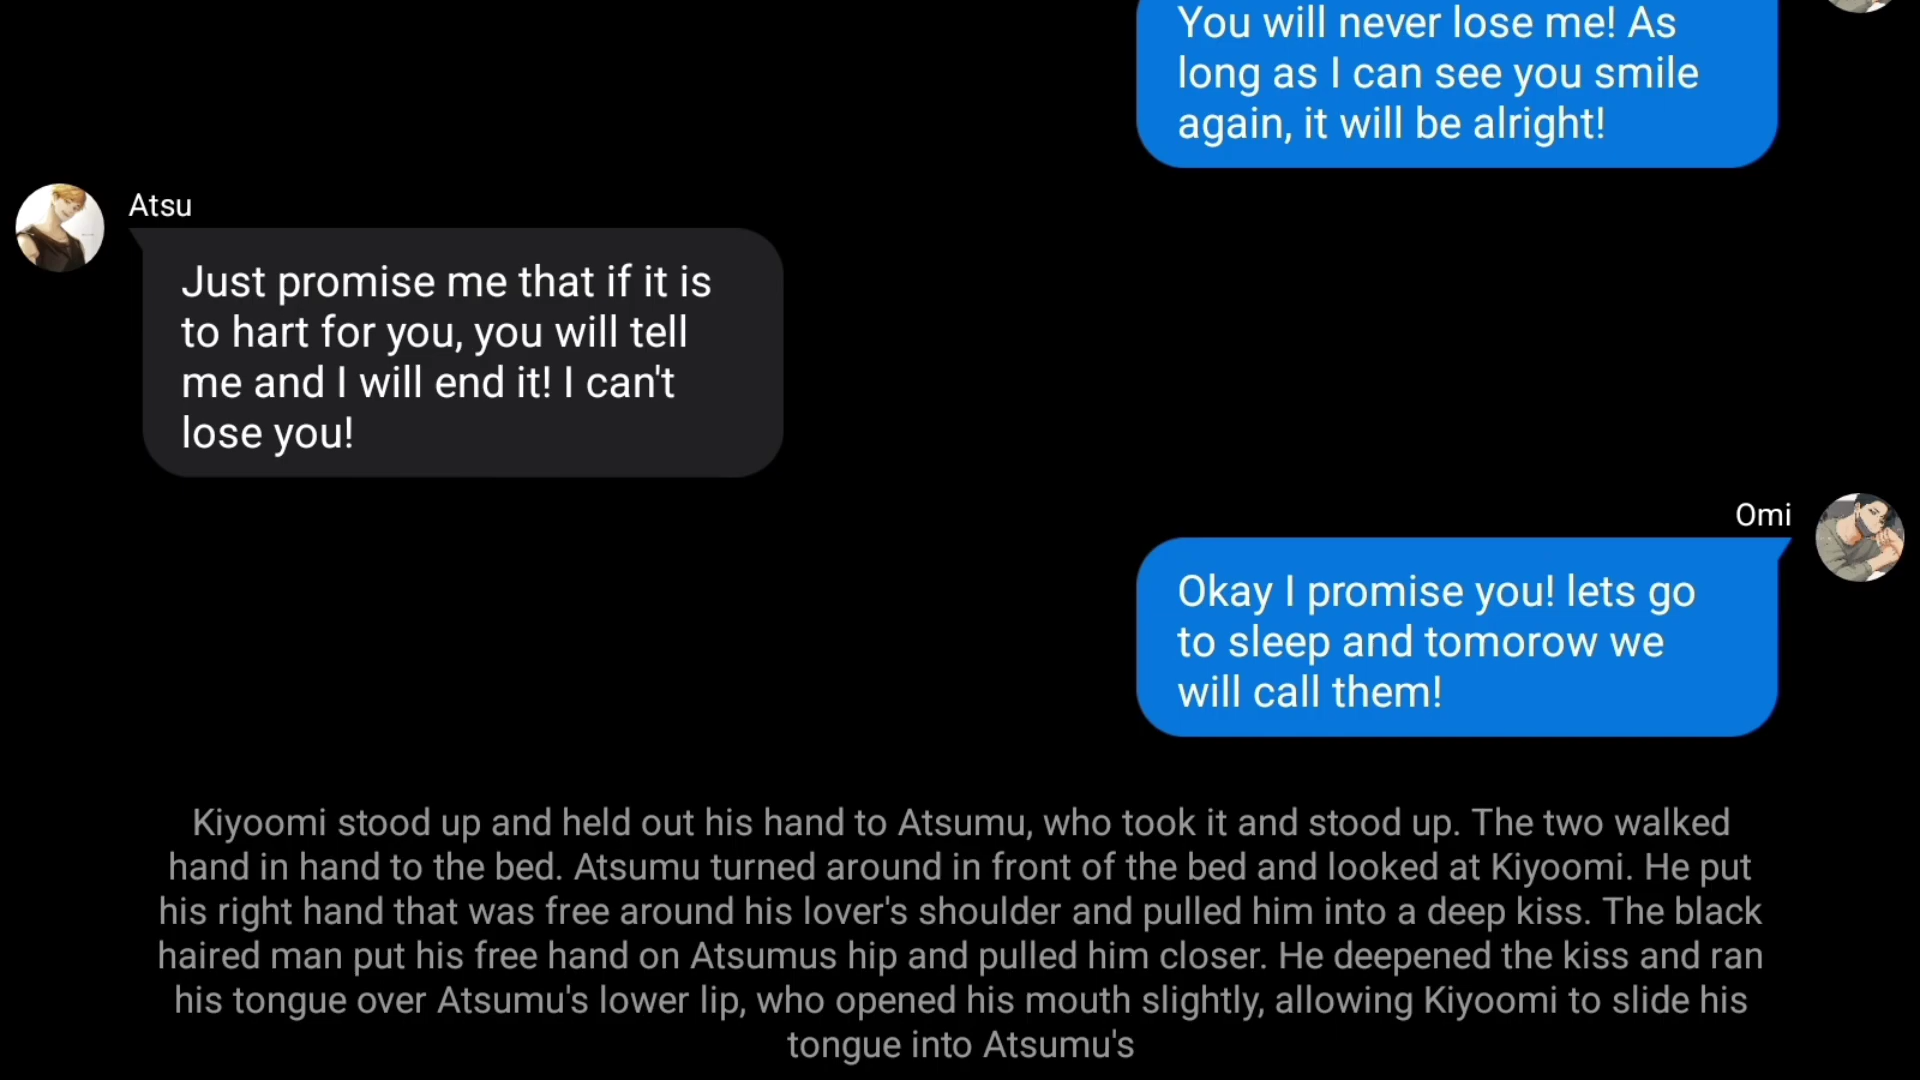 You will never lose me! As
long as I can see you smile
again, it will be alright!
Atsu
Just promise me that if it is
to hart for you, you will tell
me and I will end it! I can't
lose you!
Omi
Okay I promise you! lets go
to sleep and tomorow we
will call them!
Kiyoomi stood up and held out his hand to Atsumu, who took it and stood up. The two walked
hand in hand to the bed. Atsumu turned around in front of the bed and looked at Kiyoomi. He put
his right hand that was free around his lover's shoulder and pulled him into a deep kiss. The black
haired man put his free hand on Atsumus hip and pulled him closer. He deepened the kiss and ran
his tongue over Atsumu's lower lip, who opened his mouth slightly, allowing Kiyoomi to slide his
tongue into Atsumu's